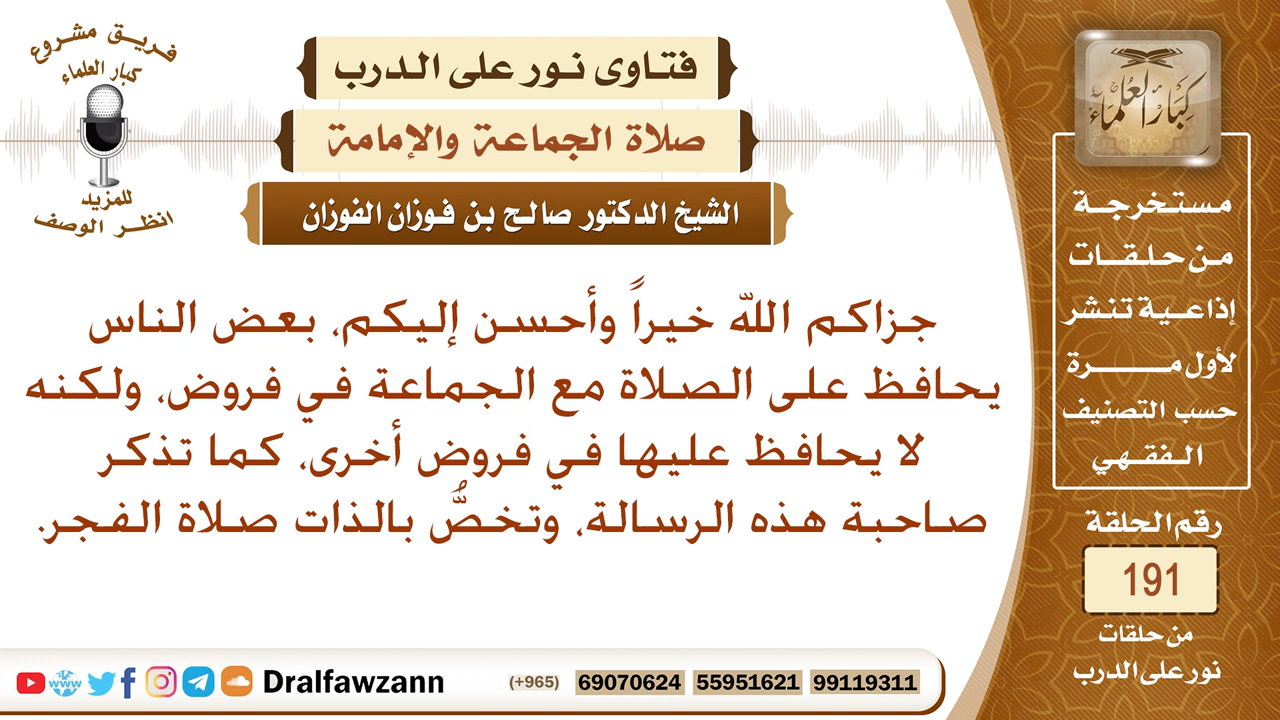 فريق مشروع
كبار العلماء
للمزيد
انظر الوصف
فتاوى نور على الدرب
صلاة الجماعة والإمامة
الشيخ الدكتور صالح بن فوزان الفوزان
جزاكم الله خيراً وأحسن إليكم، بعض الناس
يحافظ على الصلاة مع الجماعة في فروض، ولكنه
لا يحافظ عليها في فروض أخرى، كما تذكر
صاحبة هذه الرسالة، وتخصُّ بالذات صلاة الفجر.
كبار العلماء
مستخرجة
من حلقات
إذاعية تنشر
لأول مرة
حسب التصنيف
الفقهي
رقم الحلقة
191
من حلقات
نور على الدرب
www Dralfawzann (+965) 69070624 55951621 99119311